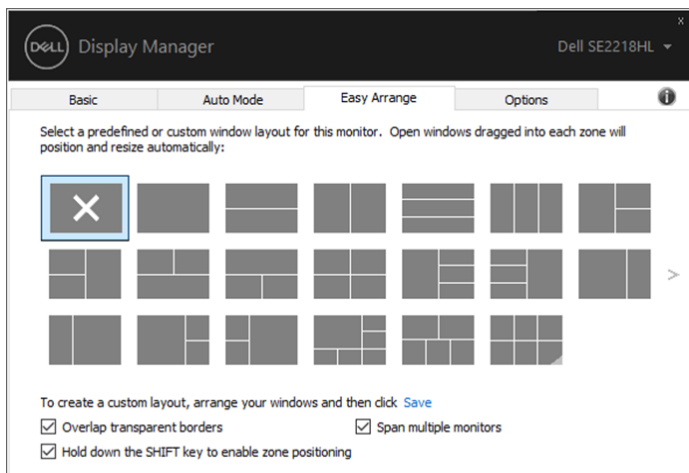 x
DELL Display Manager Dell SE2218HL
Basic Auto Mode Easy Arrange Options i
Select a predefined or custom window layout for this monitor. Open windows dragged into each zone will
position and resize automatically:
>
To create a custom layout, arrange your windows and then click Save
Overlap transparent borders Span multiple monitors
Hold down the SHIFT key to enable zone positioning